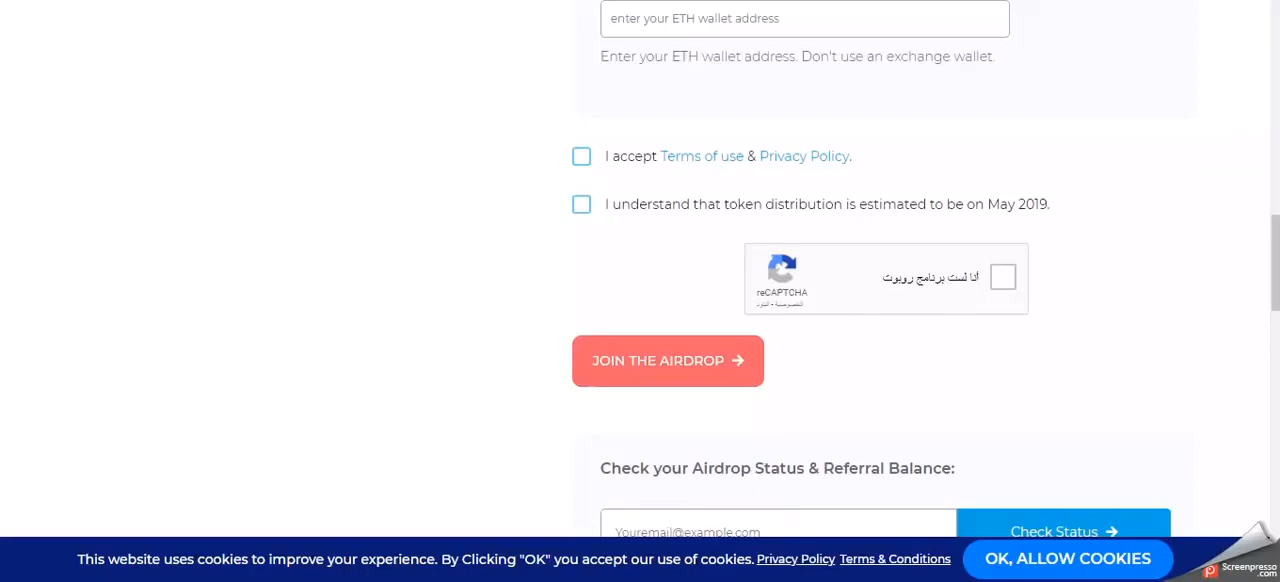 enter your ETH wallet address
Enter your ETH wallet address. Don't use an exchange wallet.
I accept Terms of use & Privacy Policy.
I understand that token distribution is estimated to be on May 2019.
أنا لست برنامج روبوت
reCAPTCHA
الخصوصية - البنود
JOIN THE AIRDROP
Check your Airdrop Status & Referral Balance:
Youremail@example.com
Check Status
This website uses cookies to improve your experience. By Clicking "OK" you accept our use of cookies. Privacy Policy Terms & Conditions
OK, ALLOW COOKIES
Screenpresso
.com